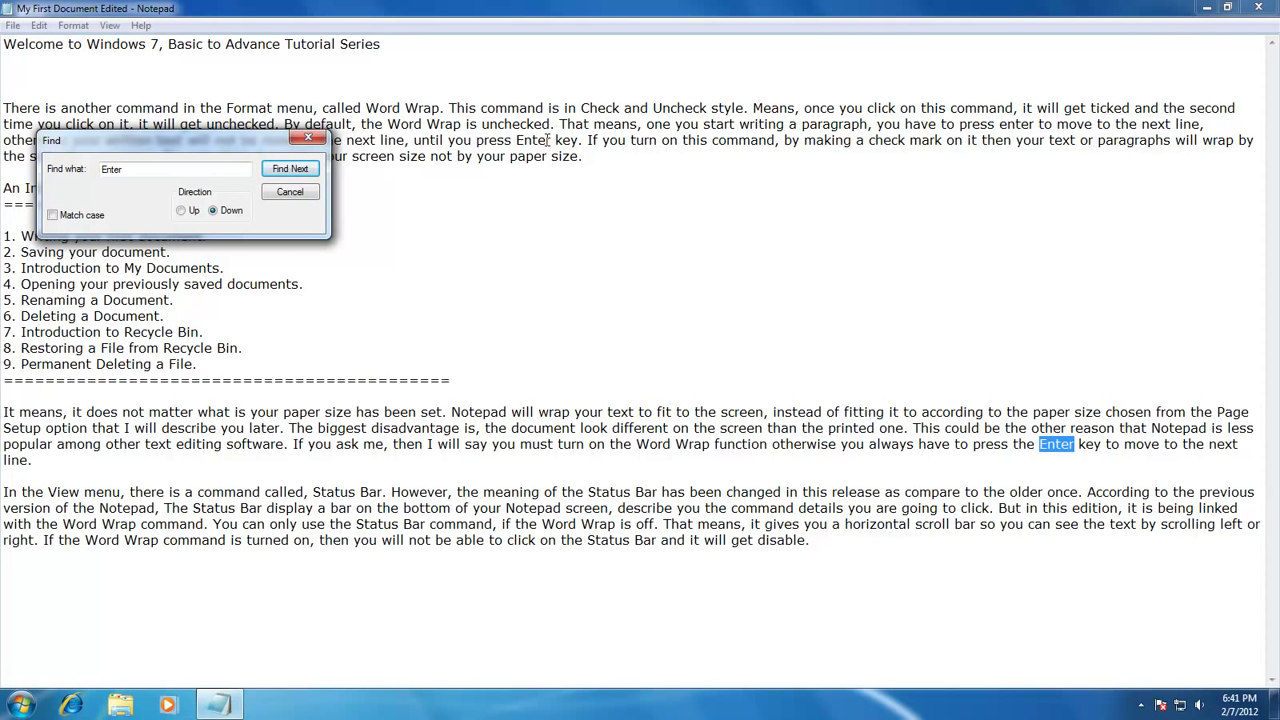 My First Document Edited - Notepad
File Edit Format View Help
Welcome to Windows 7, Basic to Advance Tutorial Series
There is another command in the Format menu, called Word Wrap. This command is in Check and Uncheck style. Means, once you click on this command, it will get ticked and the second
time you click on it, it will get unchecked. By default, the Word Wrap is unchecked. That means, one you start writing a paragraph, you have to press enter to move to the next line,
other next line, until you press Enter key. If you turn on this command, by making a check mark on it then your text or paragraphs will wrap by
the s ur screen size not by your paper size.
Find
Find what: Enter Find Next
Direction Cancel
Up Down
Match case
An I
1. Writing your first document.
2. Saving your document.
3. Introduction to My Documents.
4. Opening your previously saved documents.
5. Renaming a Document.
6. Deleting a Document.
7. Introduction to Recycle Bin.
8. Restoring a File from Recycle Bin.
9. Permanent Deleting a File.
===========================================
It means, it does not matter what is your paper size has been set. Notepad will wrap your text to fit to the screen, instead of fitting it to according to the paper size chosen from the Page
Setup option that I will describe you later. The biggest disadvantage is, the document look different on the screen than the printed one. This could be the other reason that Notepad is less
popular among other text editing software. If you ask me, then I will say you must turn on the Word Wrap function otherwise you always have to press the Enter key to move to the next
line.
In the View menu, there is a command called, Status Bar. However, the meaning of the Status Bar has been changed in this release as compare to the older once. According to the previous
version of the Notepad, The Status Bar display a bar on the bottom of your Notepad screen, describe you the command details you are going to click. But in this edition, it is being linked
with the Word Wrap command. You can only use the Status Bar command, if the Word Wrap is off. That means, it gives you a horizontal scroll bar so you can see the text by scrolling left or
right. If the Word Wrap command is turned on, then you will not be able to click on the Status Bar and it will get disable.
6:41 PM
2/7/2012